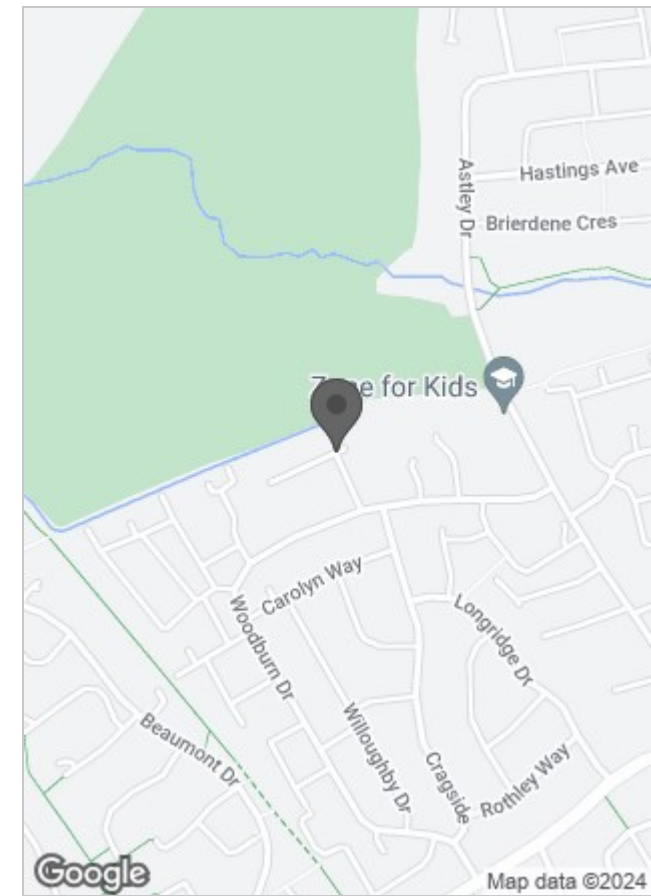 Hastings Ave
Astley Dr
Brierdene Cres
for Kids
Carolyn Way
Longridge Dr
Woodburn Dr
Willoughby Dr
Beaumont Dr
Cragside
Rothley Way
Google
Map data ©2024